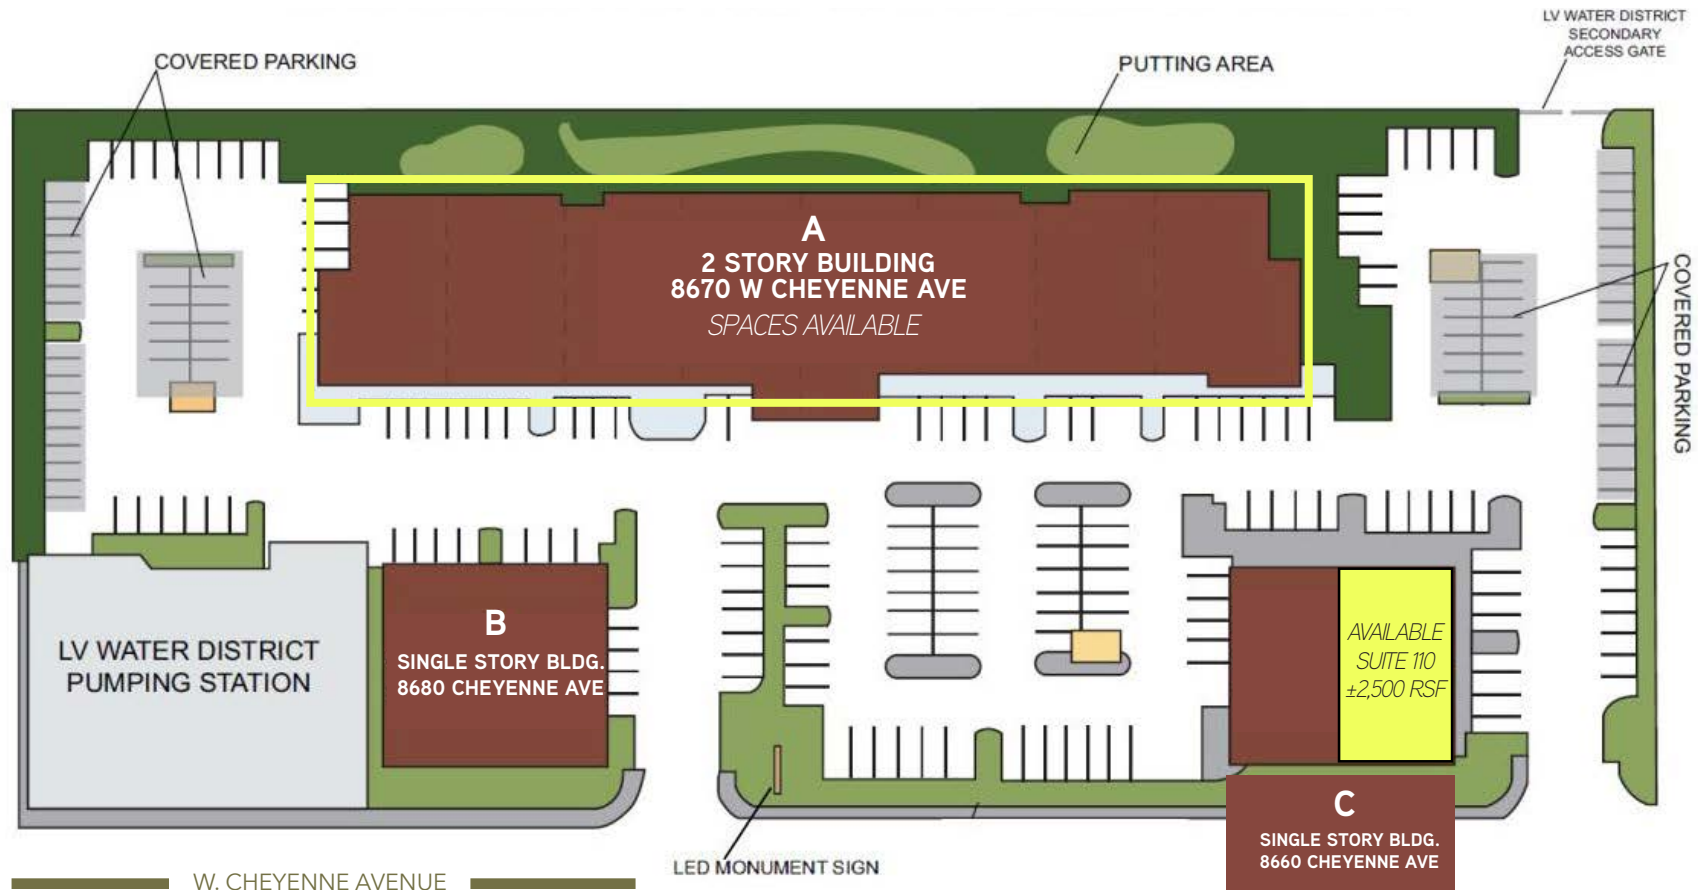 LV WATER DISTRICT
SECONDARY
ACCESS GATE
COVERED PARKING
PUTTING AREA
A
2 STORY BUILDING
8670 W CHEYENNE AVE
SPACES AVAILABLE
COVERED PARKING
LV WATER DISTRICT
PUMPING STATION
B
SINGLE STORY BLDG.
8680 CHEYENNE AVE
AVAILABLE
SUITE 110
±2,500 RSF
C
SINGLE STORY BLDG.
8660 CHEYENNE AVE
LED MONUMENT SIGN
W. CHEYENNE AVENUE